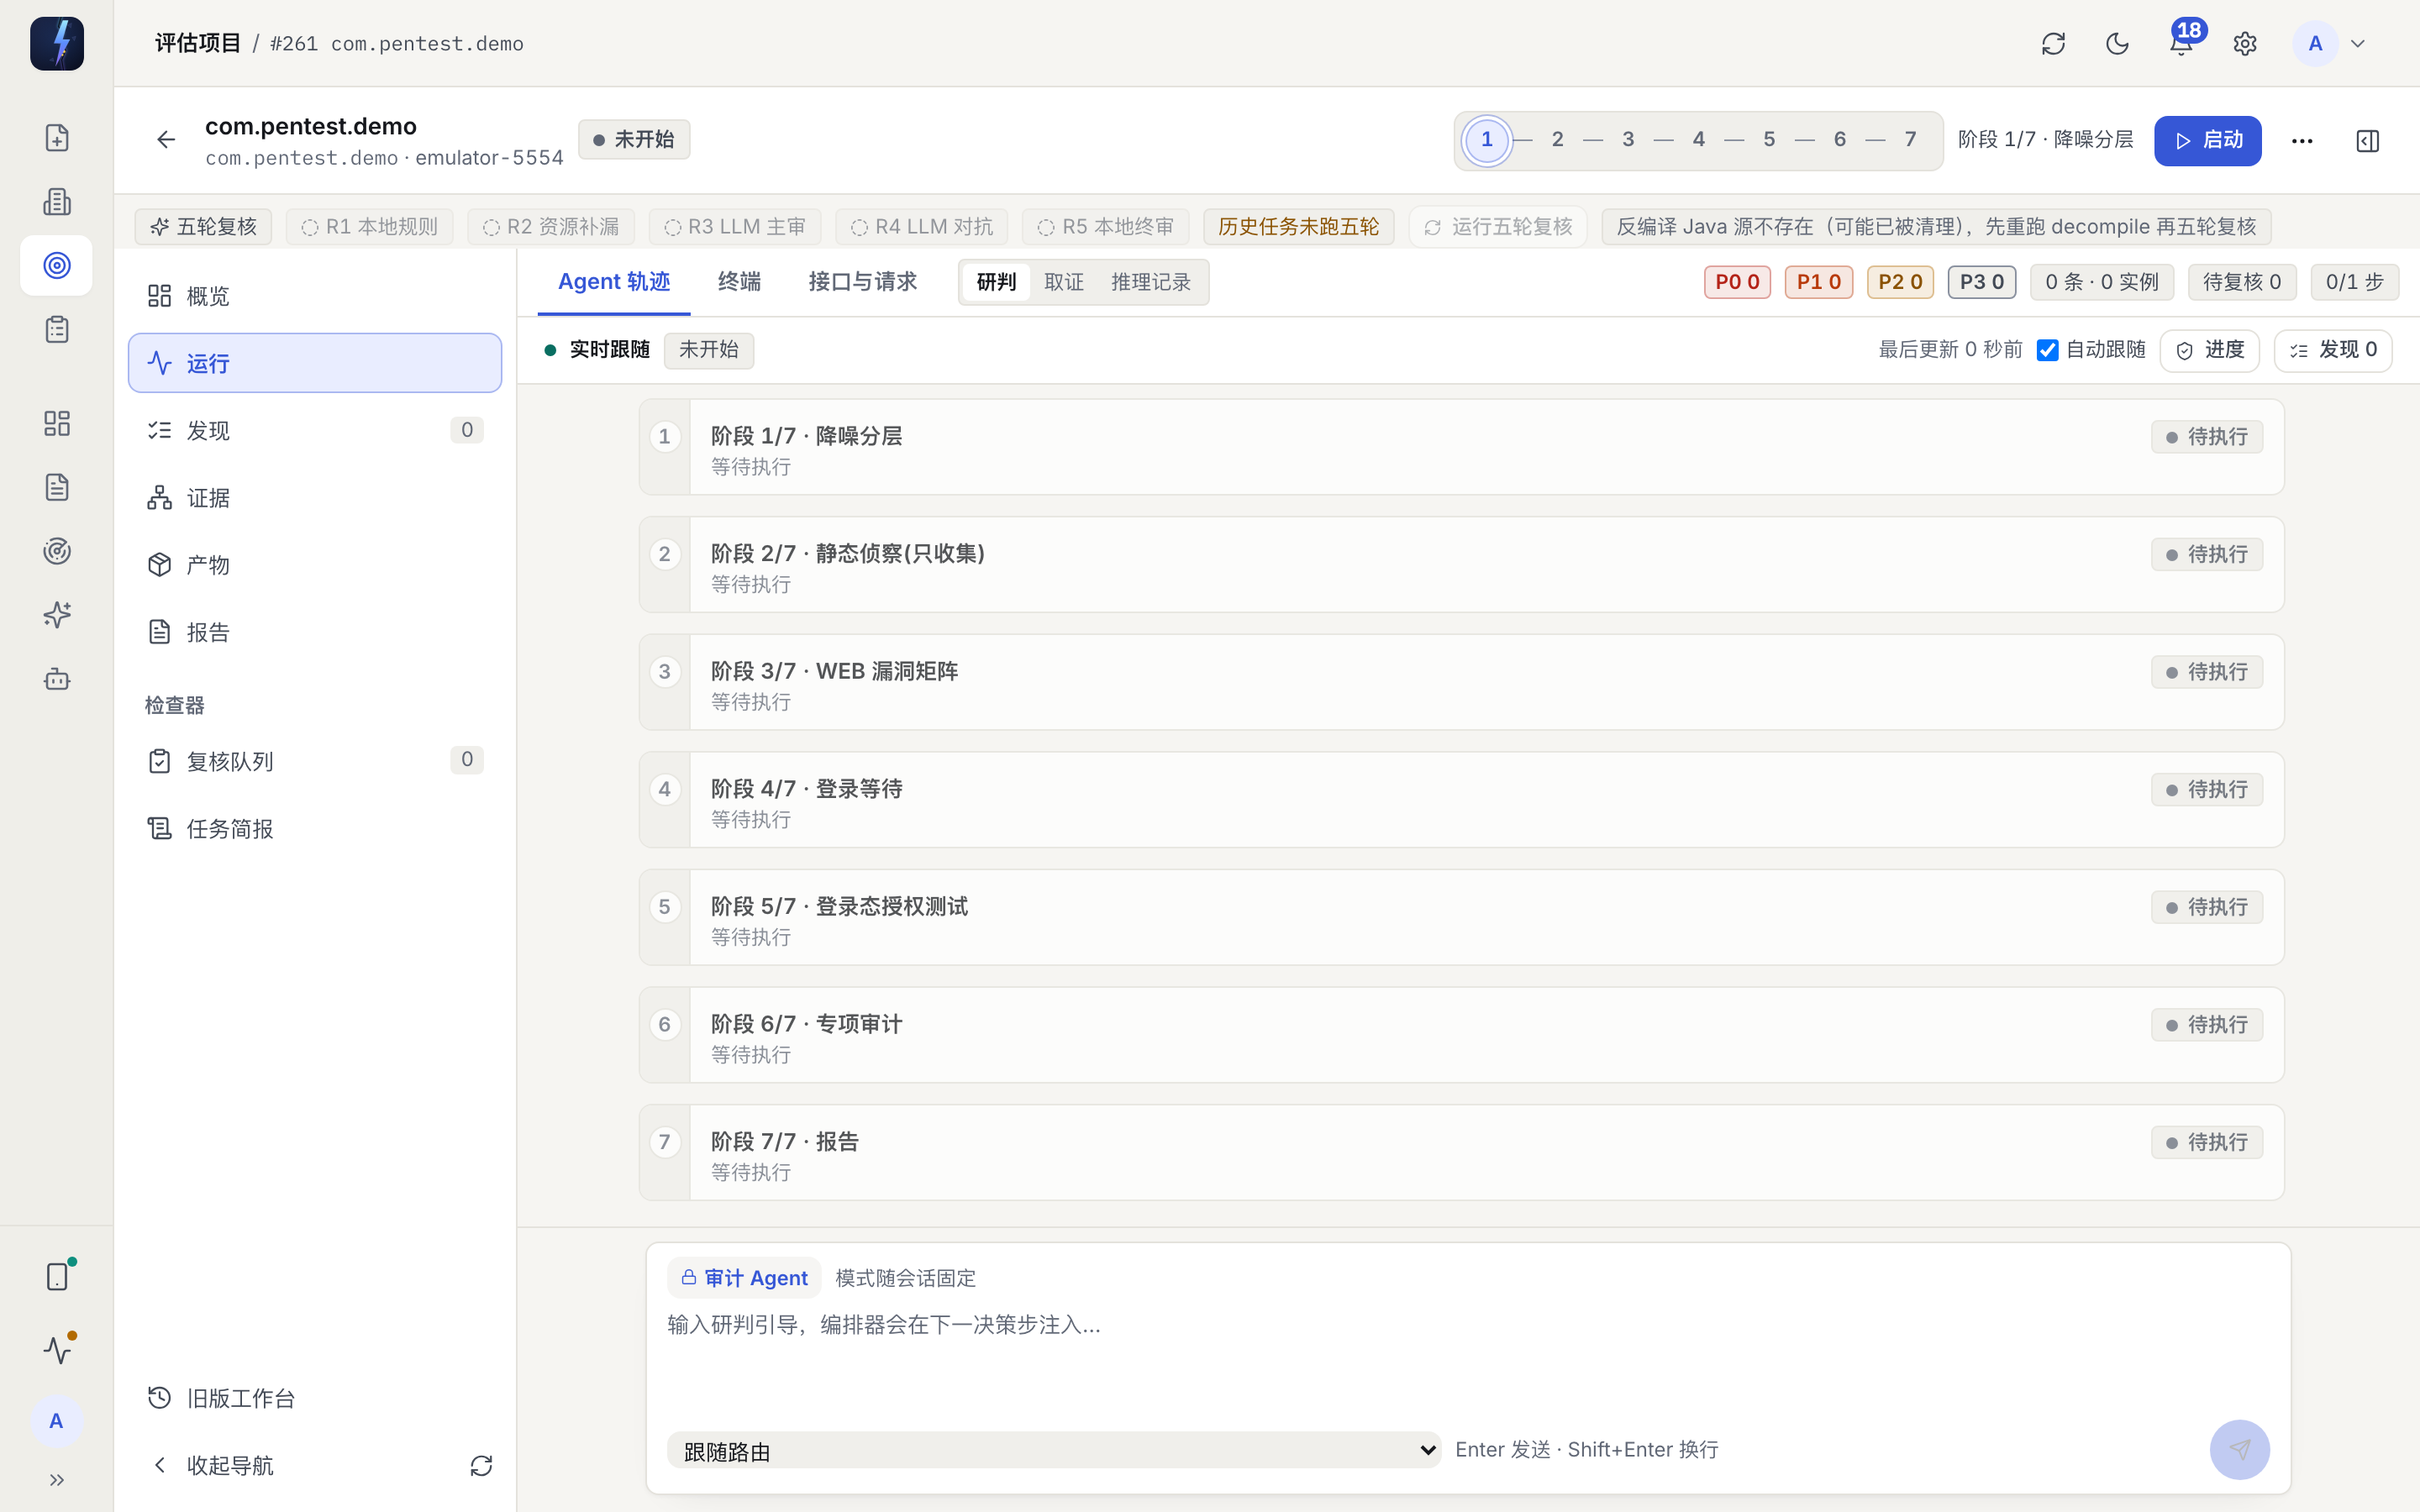 评估项目 / #261 com.pentest.demo
18
A
com.pentest.demo
com.pentest.demo · emulator-5554
未开始
1 — 2 — 3 — 4 — 5 — 6 — 7
阶段 1/7 · 降噪分层
启动
五轮复核
R1 本地规则
R2 资源补漏
R3 LLM 主审
R4 LLM 对抗
R5 本地终审
历史任务未跑五轮
运行五轮复核
反编译 Java 源不存在（可能已被清理），先重跑 decompile 再五轮复核
概览
运行
发现 0
证据
产物
报告
检查器
复核队列 0
任务简报
旧版工作台
收起导航
A
Agent 轨迹
终端
接口与请求
研判
取证
推理记录
P0 0
P1 0
P2 0
P3 0
0 条 · 0 实例
待复核 0
0/1 步
实时跟随
未开始
最后更新 0 秒前
自动跟随
进度
发现 0
1
阶段 1/7 · 降噪分层
等待执行
待执行
2
阶段 2/7 · 静态侦察(只收集)
等待执行
待执行
3
阶段 3/7 · WEB 漏洞矩阵
等待执行
待执行
4
阶段 4/7 · 登录等待
等待执行
待执行
5
阶段 5/7 · 登录态授权测试
等待执行
待执行
6
阶段 6/7 · 专项审计
等待执行
待执行
7
阶段 7/7 · 报告
等待执行
待执行
审计 Agent
模式随会话固定
输入研判引导，编排器会在下一决策步注入...
跟随路由
Enter 发送 · Shift+Enter 换行